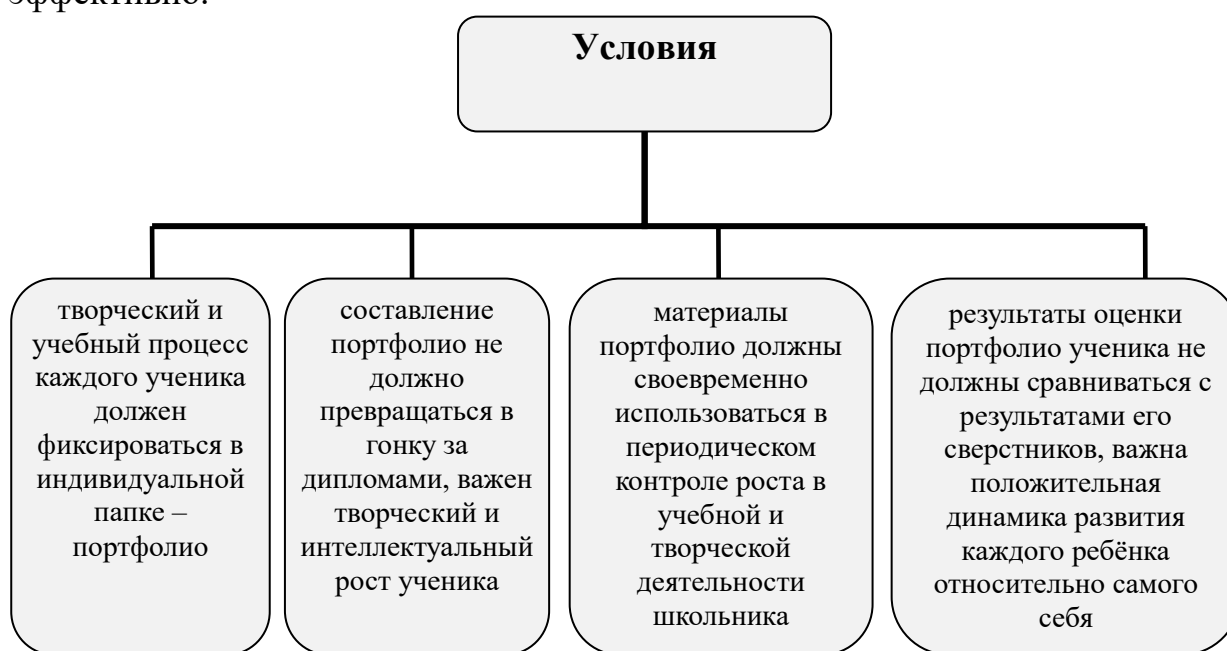 эффективно.
Условия
творческий и
учебный процесс
каждого ученика
должен
фиксироваться в
индивидуальной
папке –
портфолио
составление
портфолио не
должно
превращаться в
гонку за
дипломами, важен
творческий и
интеллектуальный
рост ученика
материалы
портфолио должны
своевременно
использоваться в
периодическом
контроле роста в
учебной и
творческой
деятельности
школьника
результаты оценки
портфолио ученика не
должны сравниваться с
результатами его
сверстников, важна
положительная
динамика развития
каждого ребёнка
относительно самого
себя